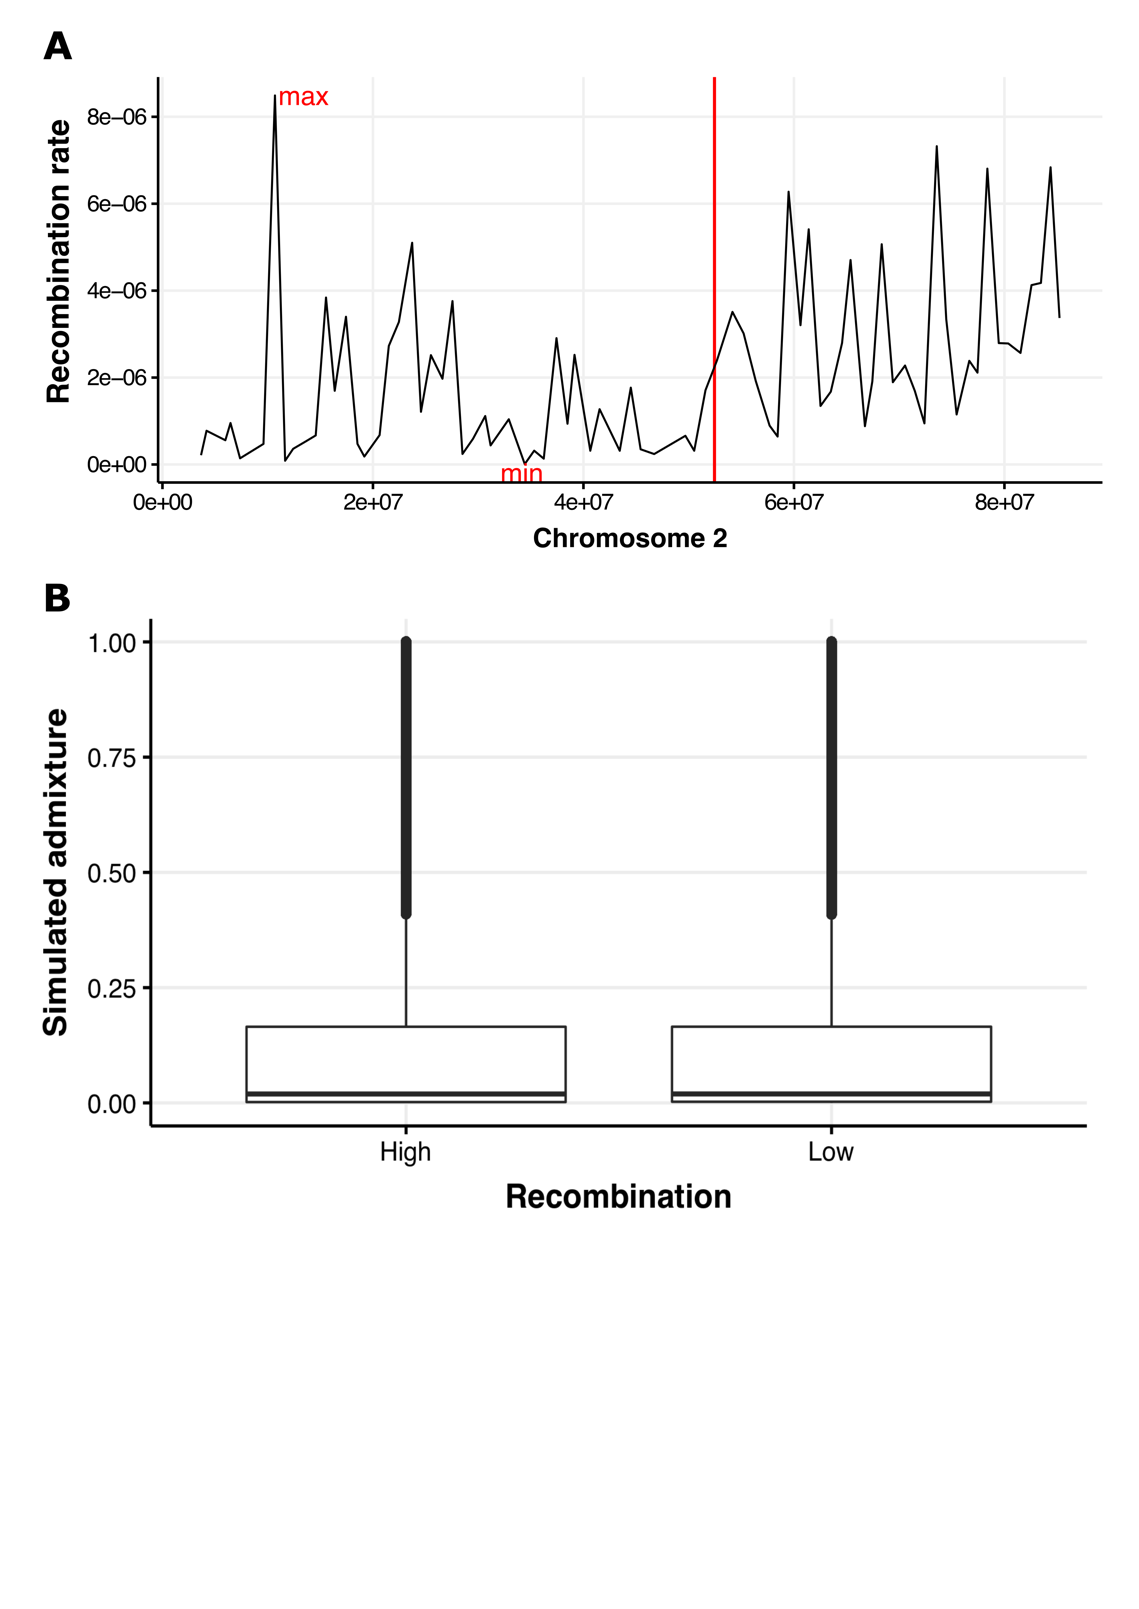 A
max
8e−06
6e−06
4e−06
2e−06
0e+00
Recombination rate
min
0e+00 2e+07 4e+07 6e+07 8e+07
Chromosome 2
B
1.00
0.75
0.50
0.25
0.00
Simulated admixture
High Low
Recombination